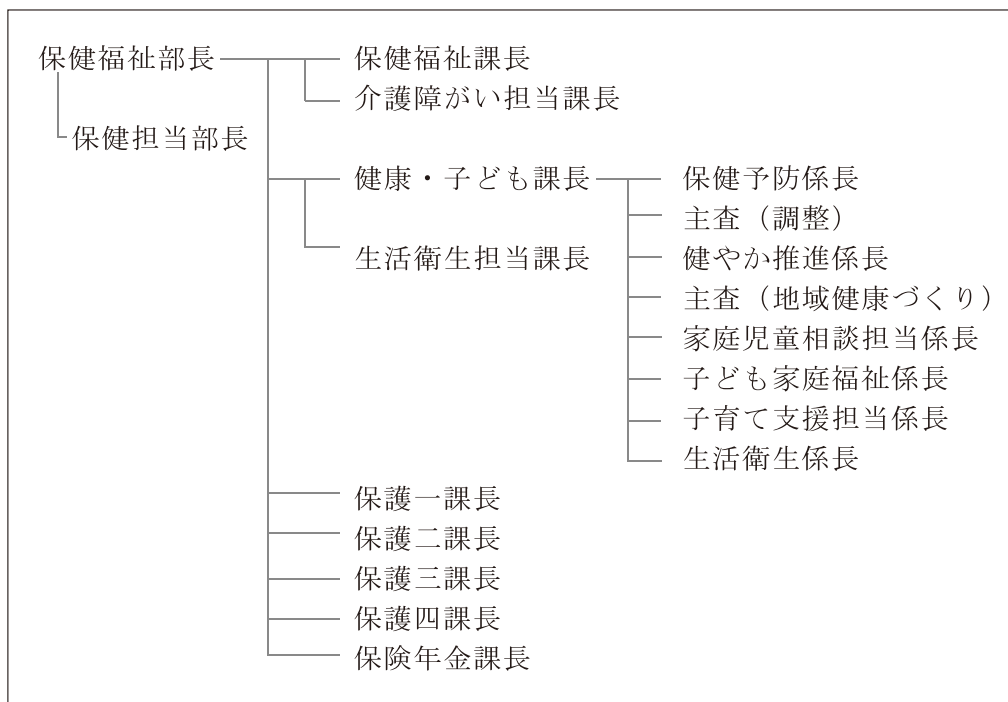 保健福祉部長
保健担当部長
保健福祉課長
介護障がい担当課長
健康・子ども課長
生活衛生担当課長
保健予防係長
主査（調整）
健やか推進係長
主査（地域健康づくり）
家庭児童相談担当係長
子ども家庭福祉係長
子育て支援担当係長
生活衛生係長
保護一課長
保護二課長
保護三課長
保護四課長
保険年金課長